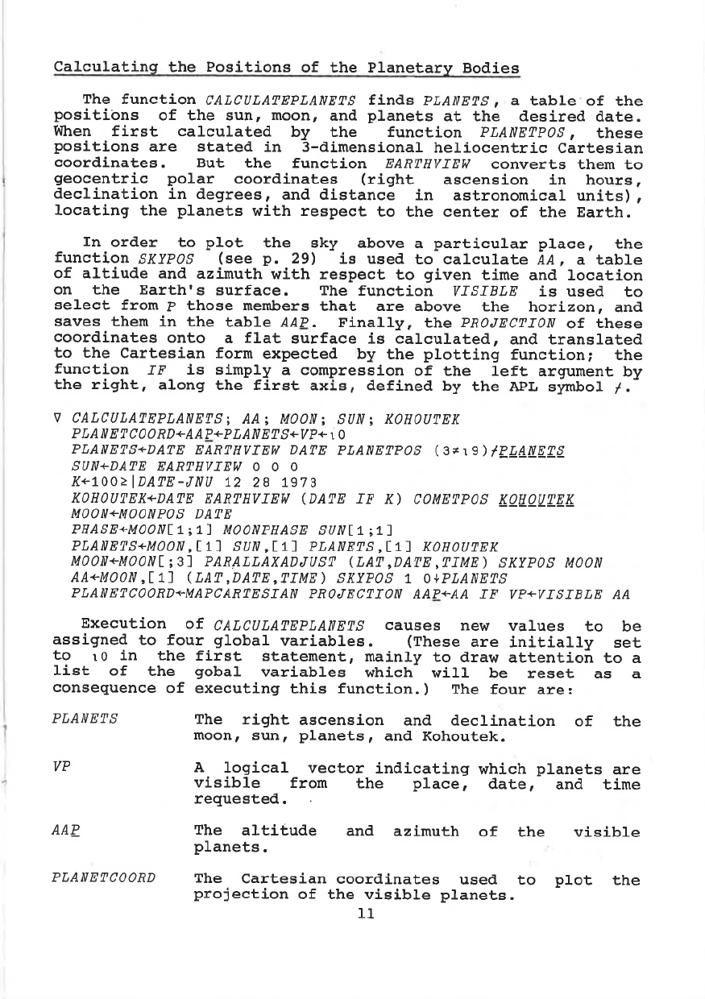 Calculating the Positions of the Planetary Bodies
The function CALCULATEPLANETS finds PLANETS, a table of the
positions of the sun, moon, and planets at the desired date.
When first calculated by the function PLANETPOS, these
positions are stated in 3-dimensional heliocentric Cartesian
coordinates. But the function EARTHVIEW converts them to
geocentric polar coordinates (right ascension in hours,
declination in degrees, and distance in astronomical units),
locating the planets with respect to the center of the Earth.
In order to plot the sky above a particular place, the
function SKYPOS (see p. 29) is used to calculate AA, a table
of altiude and azimuth with respect to given time and location
on the Earth's surface. The function VISIBLE is used to
select from P those members that are above the horizon, and
saves them in the table AAP̲. Finally, the PROJECTION of these
coordinates onto a flat surface is calculated, and translated
to the Cartesian form expected by the plotting function; the
function IF is simply a compression of the left argument by
the right, along the first axis, defined by the APL symbol ⌿.
∇ CALCULATEPLANETS; AA; MOON; SUN; KOHOUTEK
PLANETCOORD←AAP̲←PLANETS←VP←⍳0
PLANETS←DATE EARTHVIEW DATE PLANETPOS (3≠⍳9)⌿P̲L̲A̲N̲E̲T̲S̲
SUN←DATE EARTHVIEW 0 0 0
K←100≥|DATE-JNU 12 28 1973
KOHOUTEK←DATE EARTHVIEW (DATE IF K) COMETPOS K̲O̲H̲O̲U̲T̲E̲K̲
MOON←MOONPOS DATE
PHASE←MOON[1;1] MOONPHASE SUN[1;1]
PLANETS←MOON,[1] SUN,[1] PLANETS,[1] KOHOUTEK
MOON←MOON[;3] PARALLAXADJUST (LAT,DATE,TIME) SKYPOS MOON
AA←MOON,[1] (LAT,DATE,TIME) SKYPOS 1 0↓PLANETS
PLANETCOORD←MAPCARTESIAN PROJECTION AAP̲←AA IF VP←VISIBLE AA
Execution of CALCULATEPLANETS causes new values to be
assigned to four global variables. (These are initially set
to ⍳0 in the first statement, mainly to draw attention to a
list of the gobal variables which will be reset as a
consequence of executing this function.) The four are:
PLANETS The right ascension and declination of the
moon, sun, planets, and Kohoutek.
VP A logical vector indicating which planets are
visible from the place, date, and time
requested.
AAP̲ The altitude and azimuth of the visible
planets.
PLANETCOORD The Cartesian coordinates used to plot the
projection of the visible planets.
11